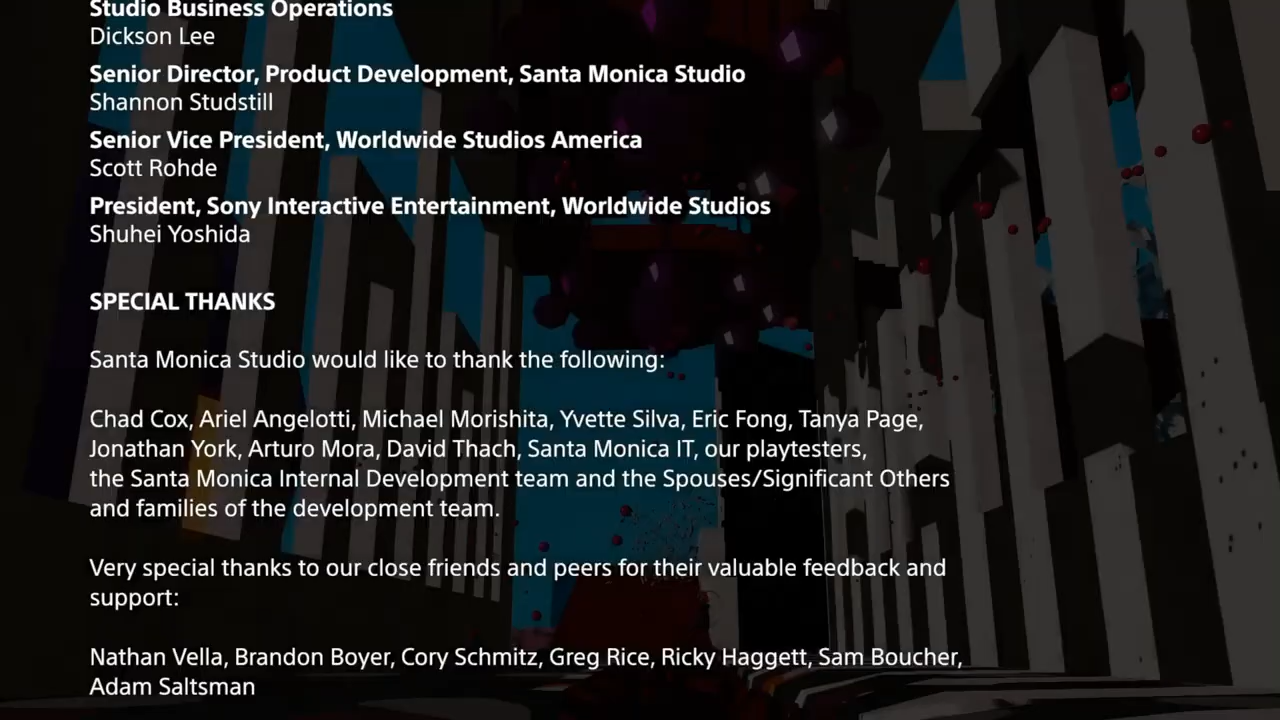 Studio Business Operations
Dickson Lee
Senior Director, Product Development, Santa Monica Studio
Shannon Studstill
Senior Vice President, Worldwide Studios America
Scott Rohde
President, Sony Interactive Entertainment, Worldwide Studios
Shuhei Yoshida
SPECIAL THANKS
Santa Monica Studio would like to thank the following:
Chad Cox, Ariel Angelotti, Michael Morishita, Yvette Silva, Eric Fong, Tanya Page,
Jonathan York, Arturo Mora, David Thach, Santa Monica IT, our playtesters,
the Santa Monica Internal Development team and the Spouses/Significant Others
and families of the development team.
Very special thanks to our close friends and peers for their valuable feedback and
support:
Nathan Vella, Brandon Boyer, Cory Schmitz, Greg Rice, Ricky Haggett, Sam Boucher,
Adam Saltsman